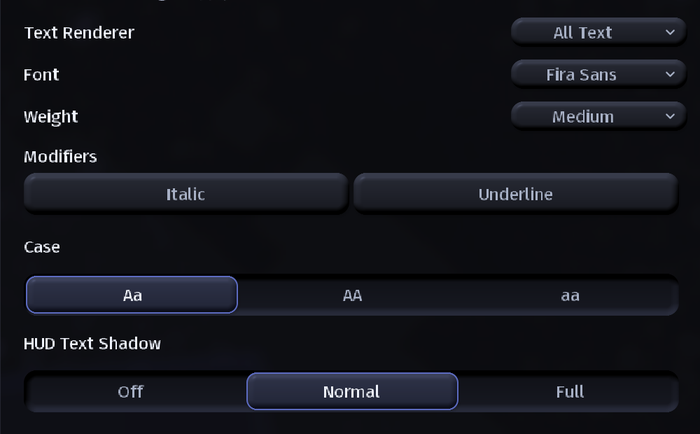 Text Renderer All Text
Font Fira Sans
Weight Medium
Modifiers
Italic Underline
Case
Aa AA aa
HUD Text Shadow
Off Normal Full